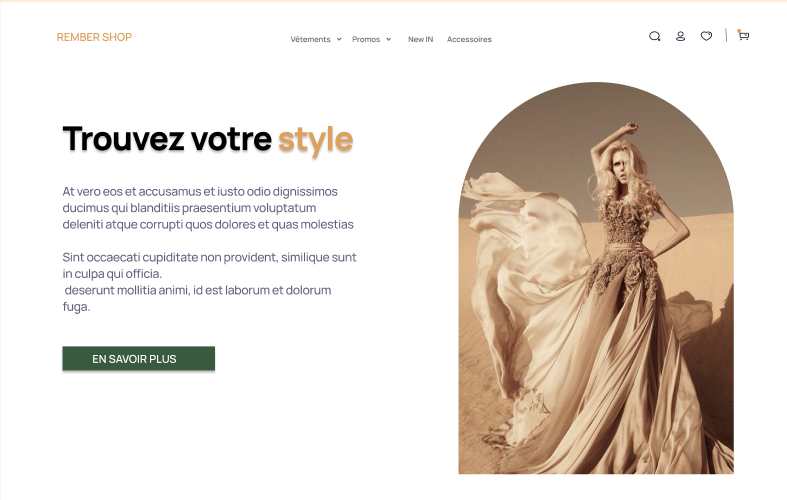 REMBER SHOP
Vêtements Promos New IN Accessoires
Trouvez votre style
At vero eos et accusamus et iusto odio dignissimos
ducimus qui blanditiis praesentium voluptatum
deleniti atque corrupti quos dolores et quas molestias
Sint occaecati cupiditate non provident, similique sunt
in culpa qui officia.
deserunt mollitia animi, id est laborum et dolorum
fuga.
EN SAVOIR PLUS